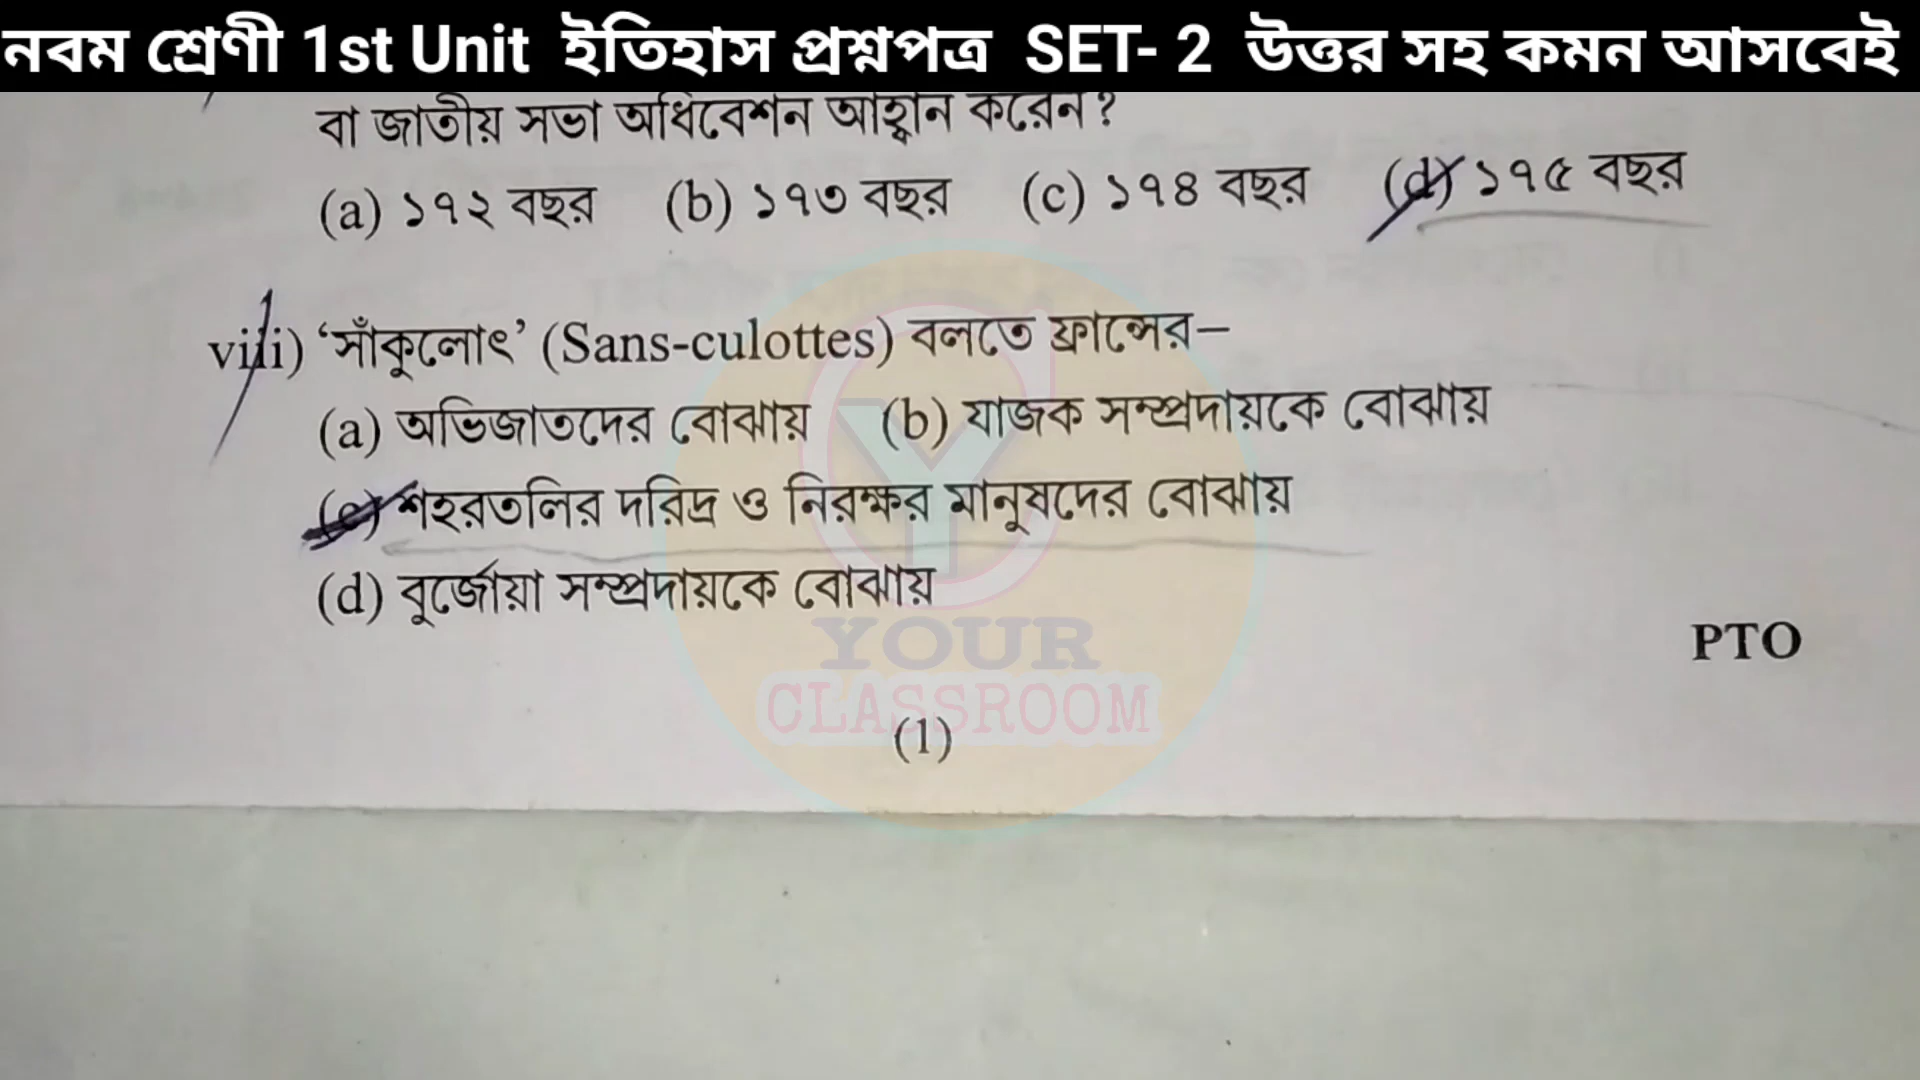 নবম শ্রেণী 1st Unit ইতিহাস প্রশ্নপত্র SET- 2 উত্তর সহ কমন আসবেই
বা জাতীয় সভা অধিবেশন আহ্বান করেন?
(a) ১৭২ বছর (b) ১৭৩ বছর (c) ১৭৪ বছর (d) ১৭৫ বছর
viii) ‘সাঁকুলোৎ’ (Sans-culottes) বলতে ফ্রান্সের–
(a) অভিজাতদের বোঝায় (b) যাজক সম্প্রদায়কে বোঝায়
(c) শহরতলির দরিদ্র ও নিরক্ষর মানুষদের বোঝায়
(d) বুর্জোয়া সম্প্রদায়কে বোঝায়
YOUR
CLASSROOM
PTO
(1)